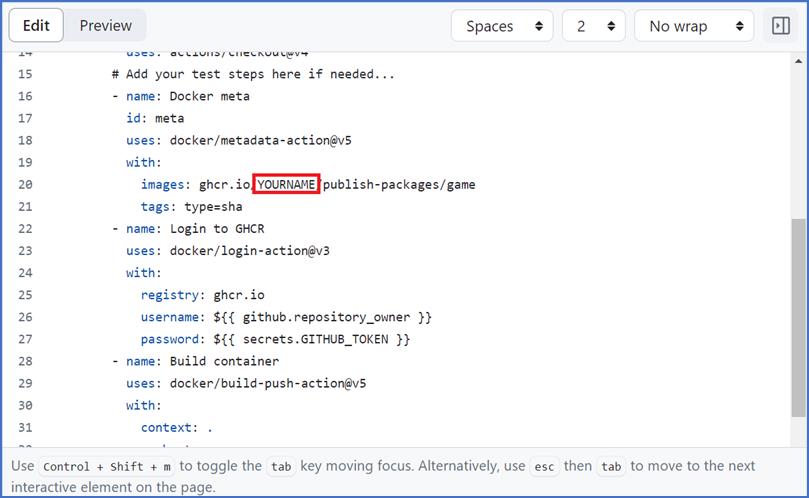 Edit Preview Spaces 2 No wrap
14 uses: actions/checkout@v4
15 # Add your test steps here if needed...
16 - name: Docker meta
17 id: meta
18 uses: docker/metadata-action@v5
19 with:
20 images: ghcr.io/YOURNAME/publish-packages/game
21 tags: type=sha
22 - name: Login to GHCR
23 uses: docker/login-action@v3
24 with:
25 registry: ghcr.io
26 username: ${{ github.repository_owner }}
27 password: ${{ secrets.GITHUB_TOKEN }}
28 - name: Build container
29 uses: docker/build-push-action@v5
30 with:
31 context: .
Use Control + Shift + m to toggle the tab key moving focus. Alternatively, use esc then tab to move to the next
interactive element on the page.